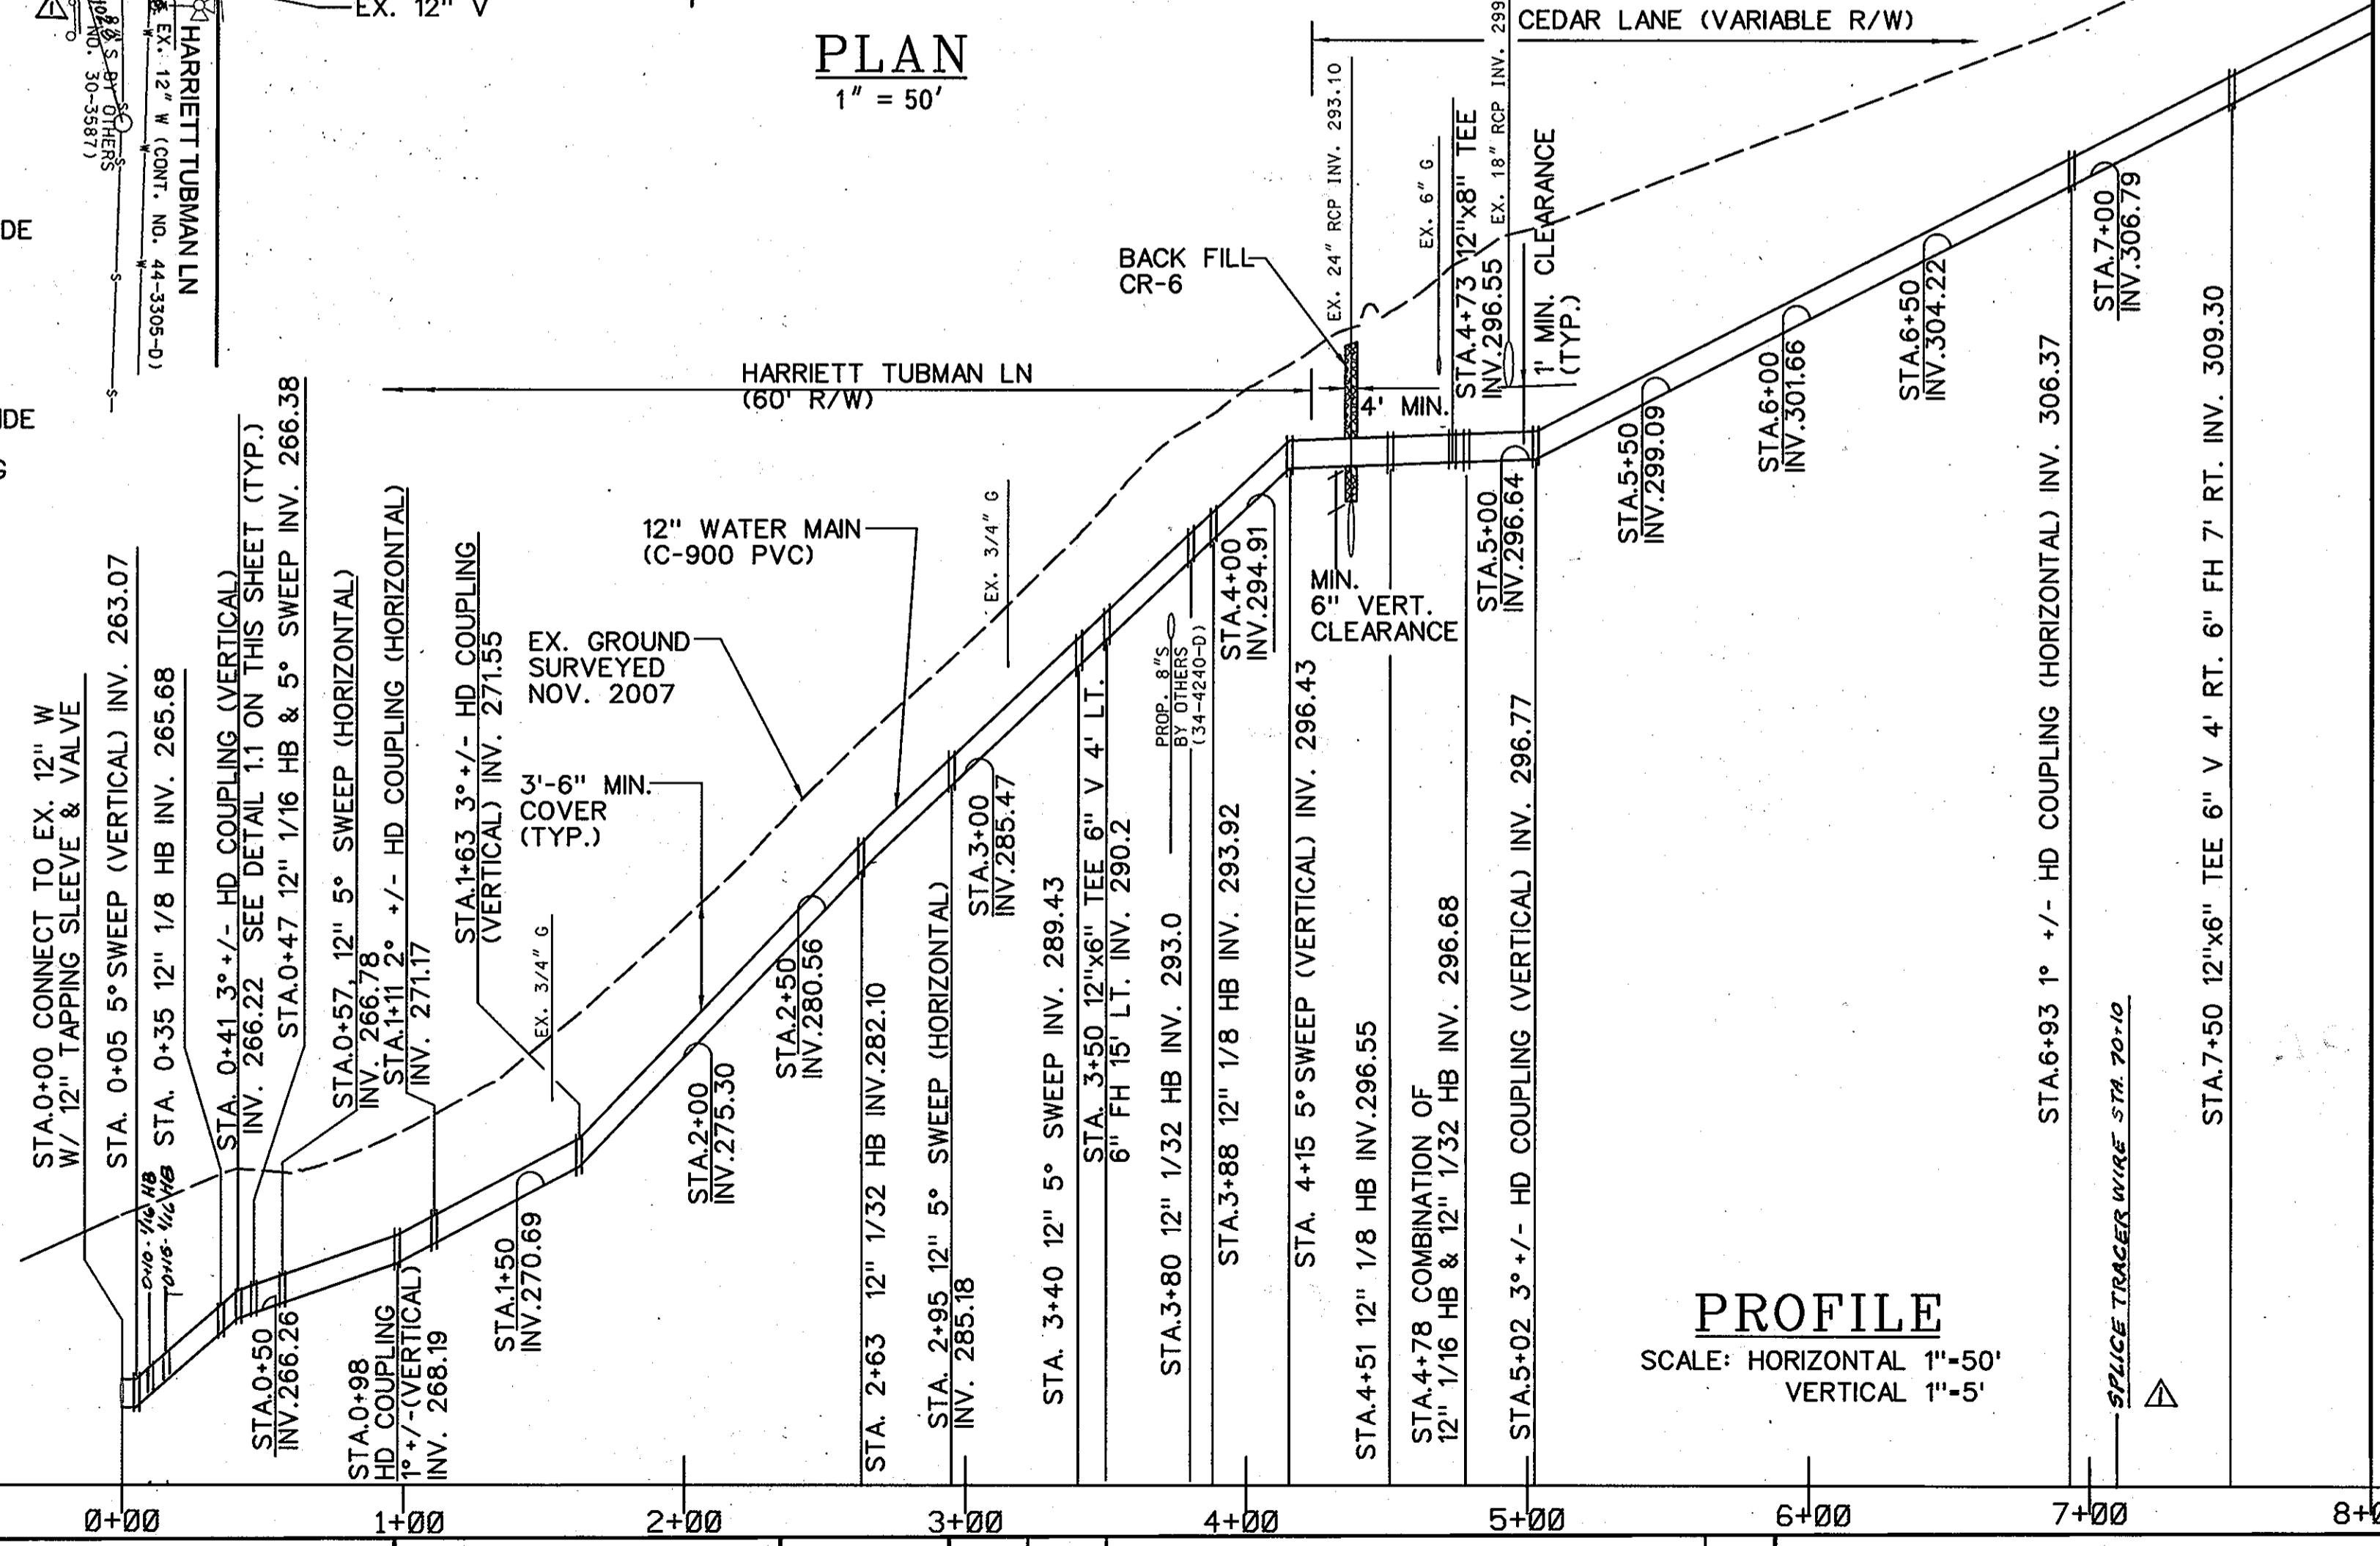 EX. 12" V
PLAN
1" = 50'
HARRIETT TUBMAN LN
EX. 12" W (CONT. NO. 44-3305-D)
8" S BY OTHERS
NO. 30-3587)
DE
CEDAR LANE (VARIABLE R/W)
HARRIETT TUBMAN LN
(60' R/W)
BACK FILL
CR-6
EX. 24" RCP INV. 293.10
EX. 6" G
STA.4+73 12"x8" TEE
INV.296.55
EX. 18" RCP INV. 299
1' MIN. CLEARANCE
(TYP.)
4' MIN.
MIN.
6" VERT.
CLEARANCE
12" WATER MAIN
(C-900 PVC)
EX. GROUND
SURVEYED
NOV. 2007
3'-6" MIN.
COVER
(TYP.)
EX. 3/4" G
EX. 3/4" G
STA.0+00 CONNECT TO EX. 12" W
W/ 12" TAPPING SLEEVE & VALVE
STA. 0+05 5° SWEEP (VERTICAL) INV. 263.07
0+10 - 1/16 HB
0+15 - 1/16 HB
STA. 0+35 12" 1/8 HB INV. 265.68
STA. 0+41 3° +/- HD COUPLING (VERTICAL)
INV. 266.22 SEE DETAIL 1.1 ON THIS SHEET (TYP.)
STA.0+47 12" 1/16 HB & 5° SWEEP INV. 266.38
STA.0+50
INV.266.26
STA.0+57, 12" 5° SWEEP (HORIZONTAL)
INV. 266.78
STA.0+98
HD COUPLING
1° +/-(VERTICAL)
INV. 268.19
STA.1+11 2° +/- HD COUPLING (HORIZONTAL)
INV. 271.17
STA.1+50
INV.270.69
STA.1+63 3° +/- HD COUPLING
(VERTICAL) INV. 271.55
STA.2+00
INV.275.30
STA.2+50
INV.280.56
STA. 2+63 12" 1/32 HB INV.282.10
STA. 2+95 12" 5° SWEEP (HORIZONTAL)
INV. 285.18
STA.3+00
INV.285.47
STA. 3+40 12" 5° SWEEP INV. 289.43
STA. 3+50 12"x6" TEE 6" V 4' LT.
6" FH 15' LT. INV. 290.2
PROP. 8"S
BY OTHERS
(34-4240-D)
STA.3+80 12" 1/32 HB INV. 293.0
STA.3+88 12" 1/8 HB INV. 293.92
STA.4+00
INV.294.91
STA. 4+15 5° SWEEP (VERTICAL) INV. 296.43
STA.4+51 12" 1/8 HB INV.296.55
STA.4+78 COMBINATION OF
12" 1/16 HB & 12" 1/32 HB INV. 296.68
STA.5+00
INV.296.64
STA.5+02 3° +/- HD COUPLING (VERTICAL) INV. 296.77
STA.5+50
INV.299.09
STA.6+00
INV.301.66
STA.6+50
INV.304.22
STA.6+93 1° +/- HD COUPLING (HORIZONTAL) INV. 306.37
STA.7+00
INV.306.79
SPLICE TRACER WIRE STA. 70+10
STA.7+50 12"x6" TEE 6" V 4' RT. 6" FH 7' RT. INV. 309.30
PROFILE
SCALE: HORIZONTAL 1"=50'
VERTICAL 1"=5'
0+00 1+00 2+00 3+00 4+00 5+00 6+00 7+00